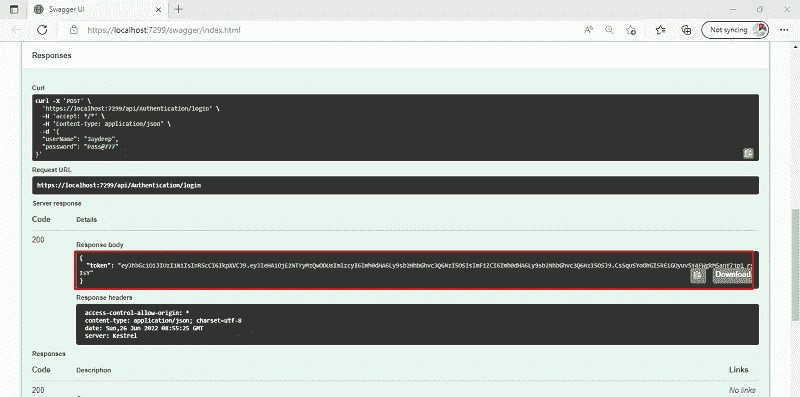 Swagger UI
https://localhost:7299/swagger/index.html
Not syncing
Responses
Curl
curl -X 'POST' \
'https://localhost:7299/api/Authentication/login' \
-H 'accept: */*' \
-H 'Content-Type: application/json' \
-d '{
"userName": "Jaydeep",
"password": "Pass@777"
}'
Request URL
https://localhost:7299/api/Authentication/login
Server response
Code Details
200
Response body
{
"token":
Download
}
Response headers
access-control-allow-origin: *
content-type: application/json; charset=utf-8
date: Sun,26 Jun 2022 08:55:25 GMT
server: Kestrel
Responses
Code Description Links
200 No links